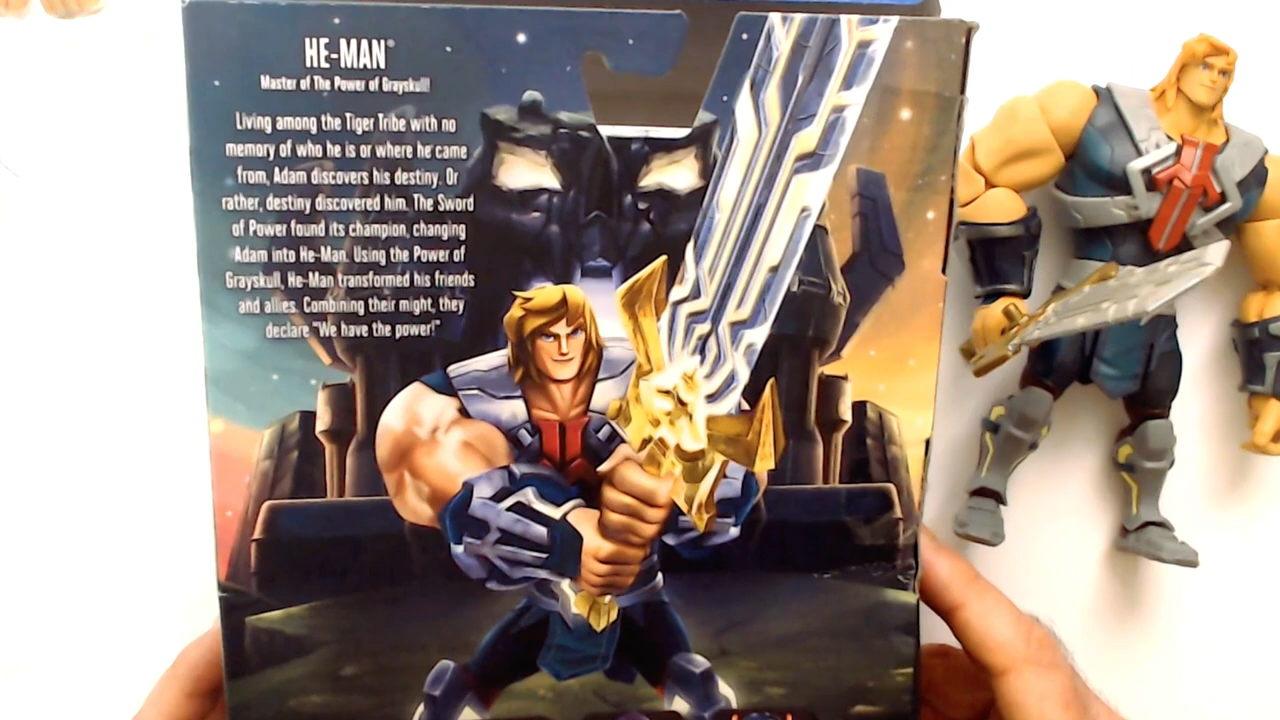 HE-MAN®
Master of The Power of Grayskull!
Living among the Tiger Tribe with no
memory of who he is or where he came
from, Adam discovers his destiny. Or
rather, destiny discovered him. The Sword
of Power found its champion, changing
Adam into He-Man. Using the Power of
Grayskull, He-Man transformed his friends
and allies. Combining their might, they
declare "We have the power!"